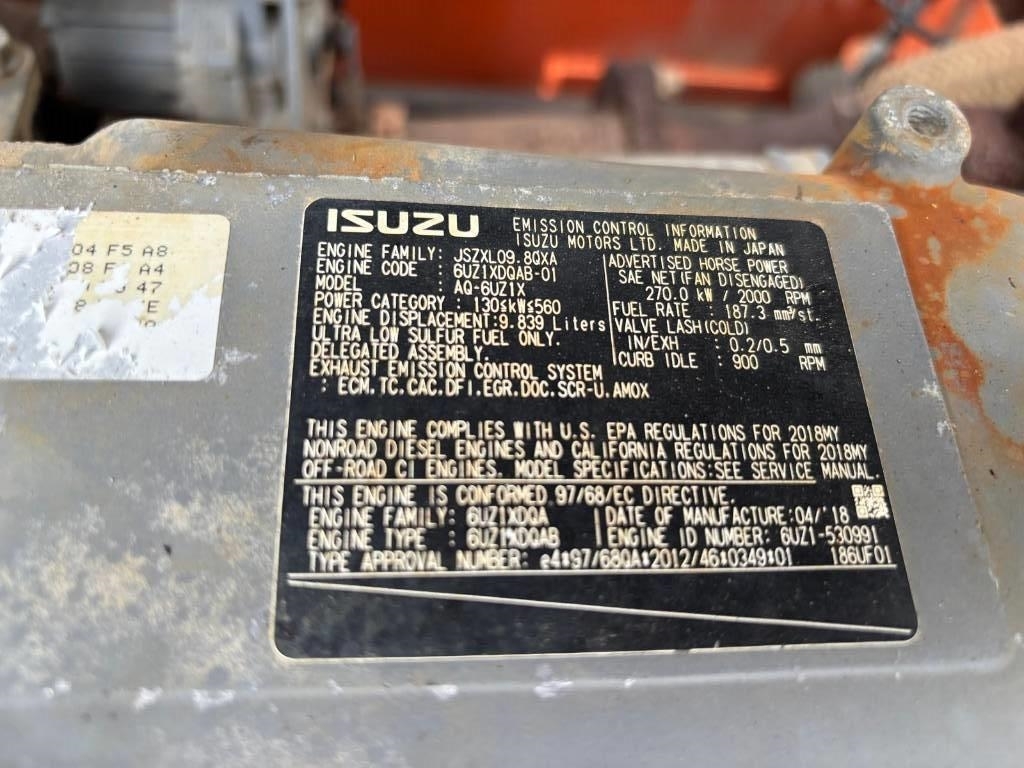 04 F5 A8
A4
47
E
ISUZU EMISSION CONTROL INFORMATION
ISUZU MOTORS LTD. MADE IN JAPAN
ENGINE FAMILY: JSZXL09.8QXA
ENGINE CODE : 6UZ1XDQAB-01
MODEL : AQ-6UZ1X
POWER CATEGORY : 130≤kW≤560
ENGINE DISPLACEMENT:9.839 Liters
ULTRA LOW SULFUR FUEL ONLY.
DELEGATED ASSEMBLY.
EXHAUST EMISSION CONTROL SYSTEM
: ECM.TC.CAC.DFI.EGR.DOC.SCR-U.AMOX
ADVERTISED HORSE POWER
SAE NET(IFAN DISENGAGED)
270.0 kW / 2000 RPM
FUEL RATE : 187.3 mm³/st.
VALVE LASH(COLD)
IN/EXH : 0.2/0.5 mm
CURB IDLE : 900 RPM
THIS ENGINE COMPLIES WITH U.S. EPA REGULATIONS FOR 2018MY
NONROAD DIESEL ENGINES AND CALIFORNIA REGULATIONS FOR 2018MY
OFF-ROAD CI ENGINES. MODEL SPECIFICATIONS:SEE SERVICE MANUAL.
THIS ENGINE IS CONFORMED 97/68/EC DIRECTIVE.
ENGINE FAMILY: 6UZ1XDQA DATE OF MANUFACTURE:04/'18
ENGINE TYPE : 6UZ1XDQAB ENGINE ID NUMBER: 6UZ1-530991
TYPE APPROVAL NUMBER: e4*97/68QA*2012/46*0349*01 186UF01